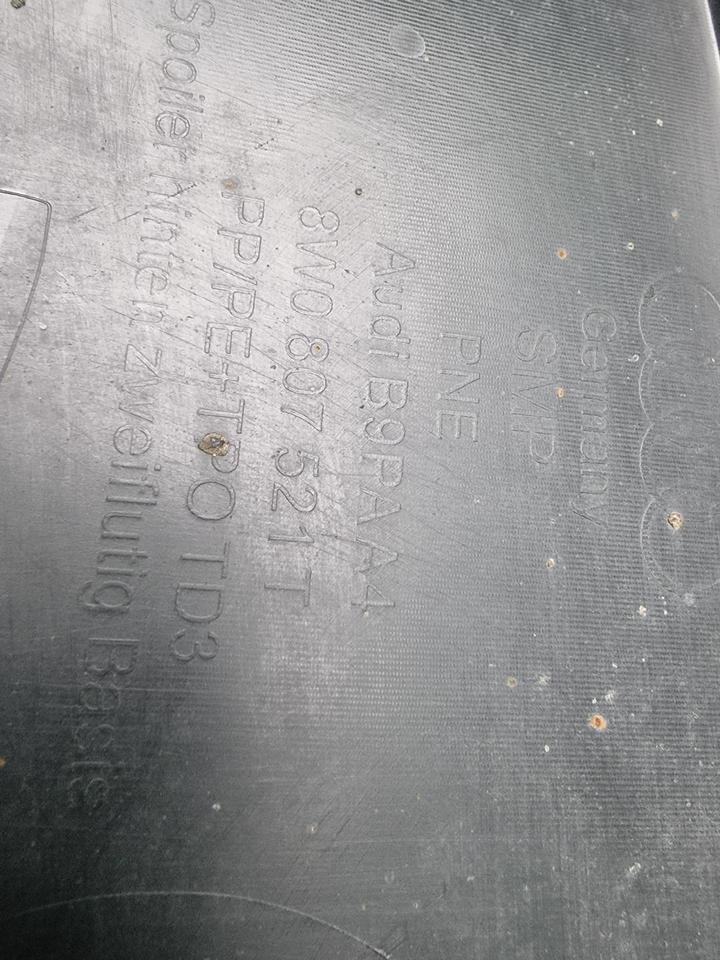 Germany
SMP
PNE
Audi B9PA A4
8W0 807 521 T
PP/PE+TPO TD3
Spoiler hinten zweiflutig Basis